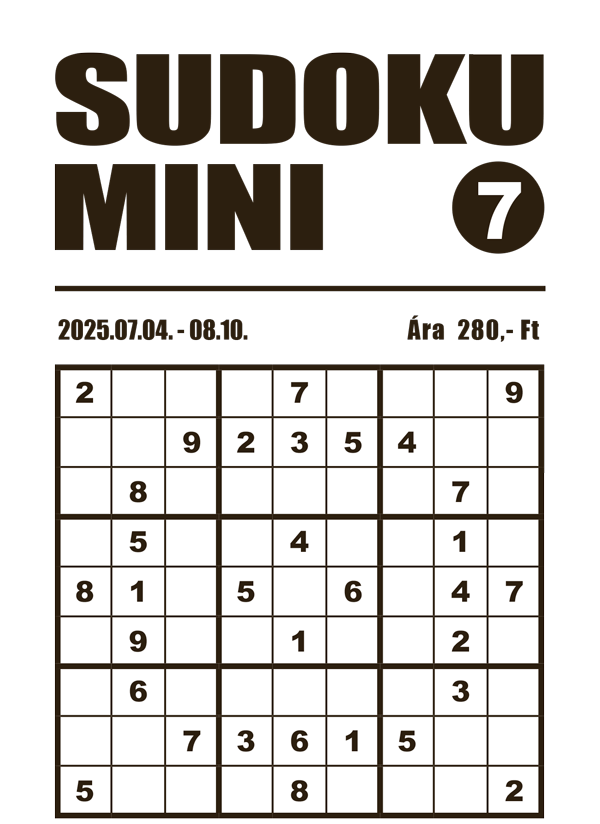 SUDOKU
MINI 7
2025.07.04. - 08.10. Ára 280,- Ft
2 7 9
9 2 3 5 4
8 7
5 4 1
8 1 5 6 4 7
9 1 2
6 3
7 3 6 1 5
5 8 2